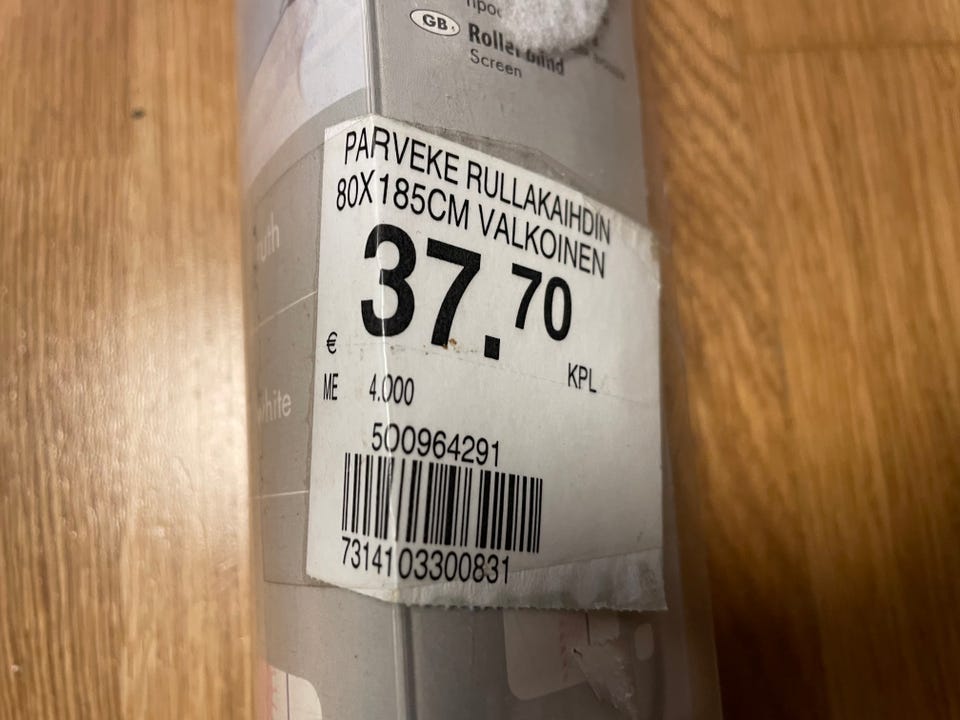 GB
Roller blind
Screen
PARVEKE RULLAKAIHDIN
80X185CM VALKOINEN
37.70
€
KPL
ME 4.000
500964291
7314103300831
white